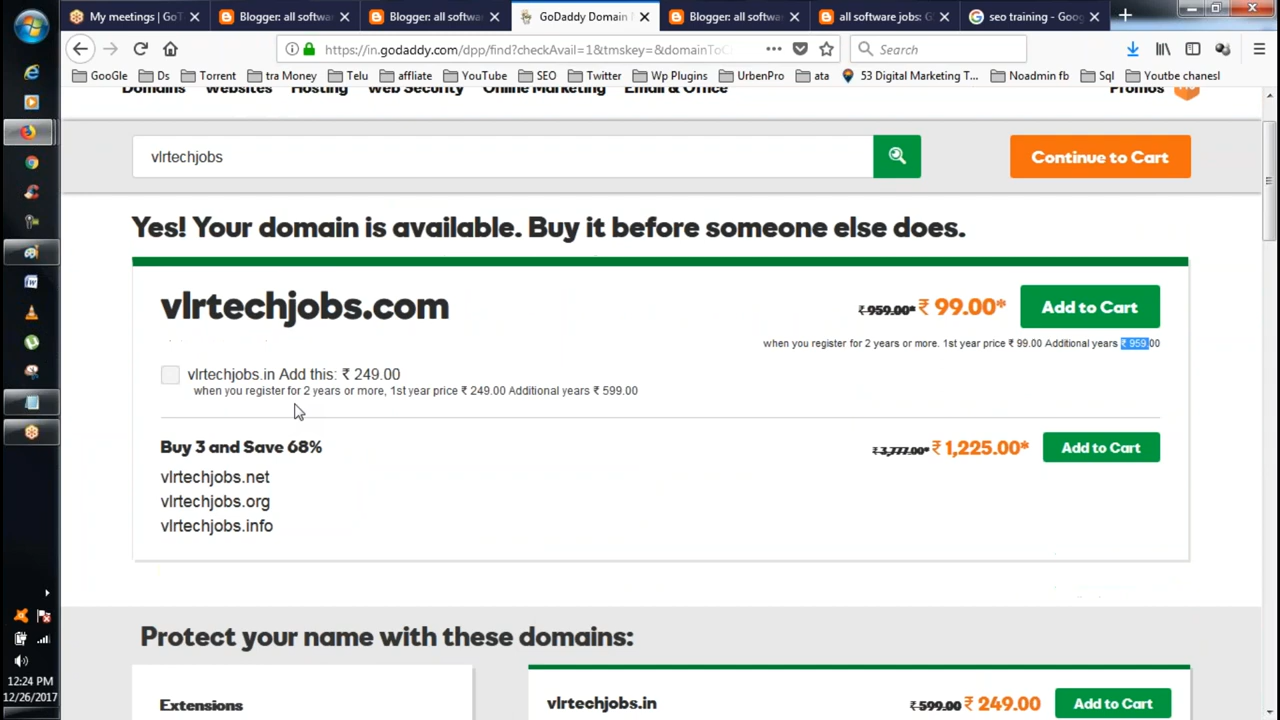 My meetings | GoT
Blogger: all softwar
Blogger: all softwa
GoDaddy Domain
Blogger: all softwa
all software jobs: G
seo training - Goog
https://in.godaddy.com/dpp/find?checkAvail=1&tmskey=&domainToC
Search
GooGle
Ds
Torrent
tra Money
Telu
affliate
YouTube
SEO
Twitter
Wp Plugins
UrbenPro
ata
53 Digital Marketing T...
Noadmin fb
Sql
Youtbe chanesl
Domains
Websites
Hosting
Web Security
Online Marketing
Email & Office
Promos
vlrtechjobs
Continue to Cart
Yes! Your domain is available. Buy it before someone else does.
vlrtechjobs.com
₹ 959.00* ₹ 99.00*
Add to Cart
when you register for 2 years or more. 1st year price ₹ 99.00 Additional years ₹ 959.00
vlrtechjobs.in Add this: ₹ 249.00
when you register for 2 years or more, 1st year price ₹ 249.00 Additional years ₹ 599.00
Buy 3 and Save 68%
₹ 3,777.00* ₹ 1,225.00*
Add to Cart
vlrtechjobs.net
vlrtechjobs.org
vlrtechjobs.info
Protect your name with these domains:
Extensions
vlrtechjobs.in
₹ 599.00 ₹ 249.00
Add to Cart
12:24 PM
12/26/2017